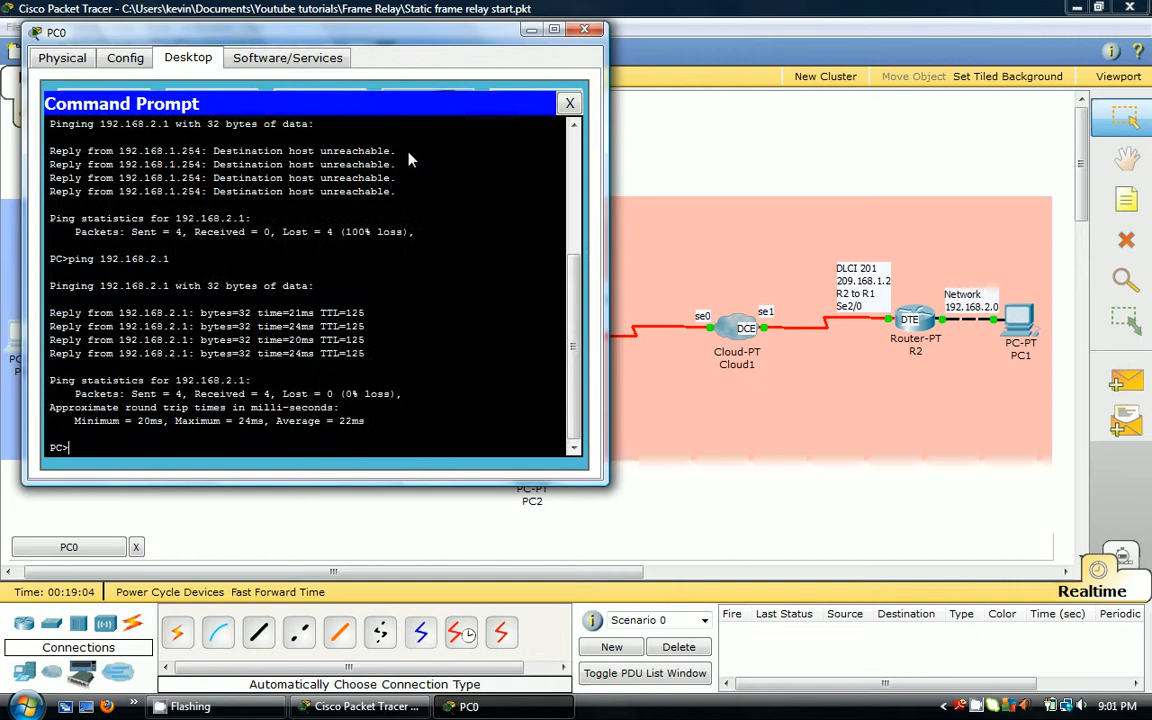 Cisco Packet Tracer - C:\Users\kevin\Documents\Youtube tutorials\Frame Relay\Static frame relay start.pkt
PC0
Physical
Config
Desktop
Software/Services
New Cluster
Move Object
Set Tiled Background
Viewport
Command Prompt
X
Pinging 192.168.2.1 with 32 bytes of data:
Reply from 192.168.1.254: Destination host unreachable.
Reply from 192.168.1.254: Destination host unreachable.
Reply from 192.168.1.254: Destination host unreachable.
Reply from 192.168.1.254: Destination host unreachable.
Ping statistics for 192.168.2.1:
Packets: Sent = 4, Received = 0, Lost = 4 (100% loss),
PC>ping 192.168.2.1
Pinging 192.168.2.1 with 32 bytes of data:
Reply from 192.168.2.1: bytes=32 time=21ms TTL=125
Reply from 192.168.2.1: bytes=32 time=24ms TTL=125
Reply from 192.168.2.1: bytes=32 time=20ms TTL=125
Reply from 192.168.2.1: bytes=32 time=24ms TTL=125
Ping statistics for 192.168.2.1:
Packets: Sent = 4, Received = 4, Lost = 0 (0% loss),
Approximate round trip times in milli-seconds:
Minimum = 20ms, Maximum = 24ms, Average = 22ms
PC>
DLCI 201
209.168.1.2
R2 to R1
Se2/0
Network
192.168.2.0
se0
se1
DCE
DTE
Cloud-PT
Cloud1
Router-PT
R2
PC-PT
PC1
PC-PT
PC2
PC0
X
Time: 00:19:04
Power Cycle Devices
Fast Forward Time
Realtime
Connections
Automatically Choose Connection Type
Scenario 0
New
Delete
Toggle PDU List Window
Fire
Last Status
Source
Destination
Type
Color
Time (sec)
Periodic
Flashing
Cisco Packet Tracer ...
PC0
9:01 PM